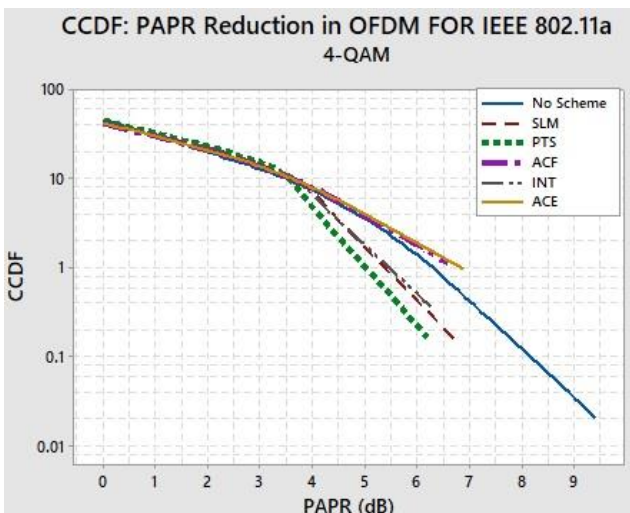 CCDF: PAPR Reduction in OFDM FOR IEEE 802.11a
4-QAM
100
10
1
0.1
0.01
CCDF
No Scheme
SLM
PTS
ACF
INT
ACE
0 1 2 3 4 5 6 7 8 9
PAPR (dB)